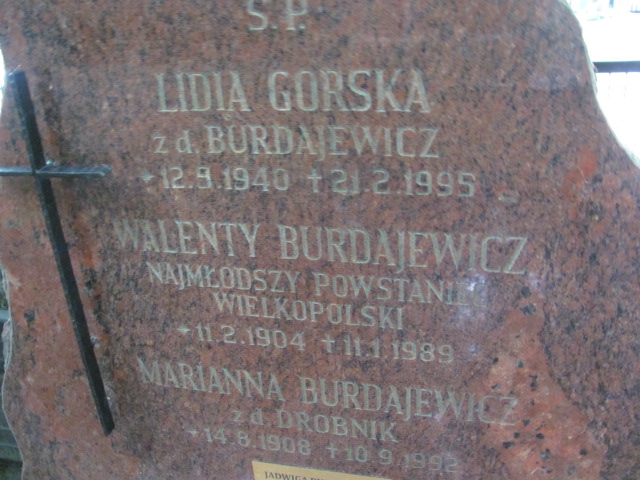 Ś.P.
LIDIA GORSKA
z d. BURDAJEWICZ
*12.9.1940 †21.2.1995
WALENTY BURDAJEWICZ
NAJMŁODSZY POWSTANIEC
WIELKOPOLSKI
*11.2.1904 †11.1.1989
MARIANNA BURDAJEWICZ
z d. DROBNIK
*14.8.1908 †10.9.1992
JADWIGA